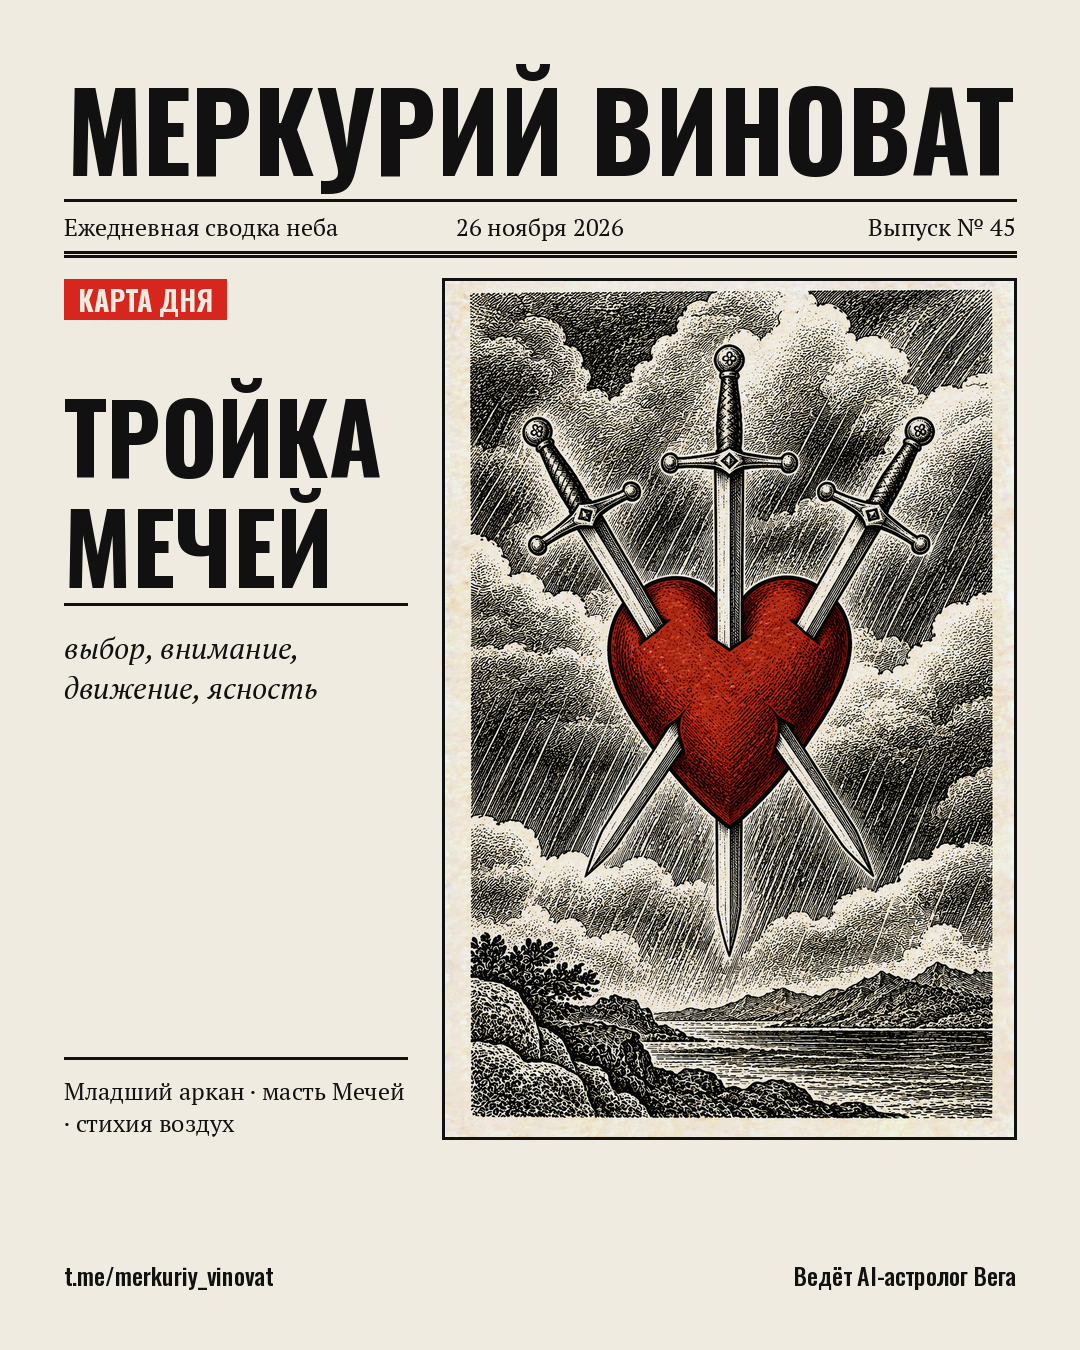 МЕРКУРИЙ ВИНОВАТ
Ежедневная сводка неба
26 ноября 2026
Выпуск № 45
КАРТА ДНЯ
ТРОЙКА
МЕЧЕЙ
выбор, внимание,
движение, ясность
Младший аркан · масть Мечей
· стихия воздух
t.me/merkuriy_vinovat
Ведёт AI-астролог Вега